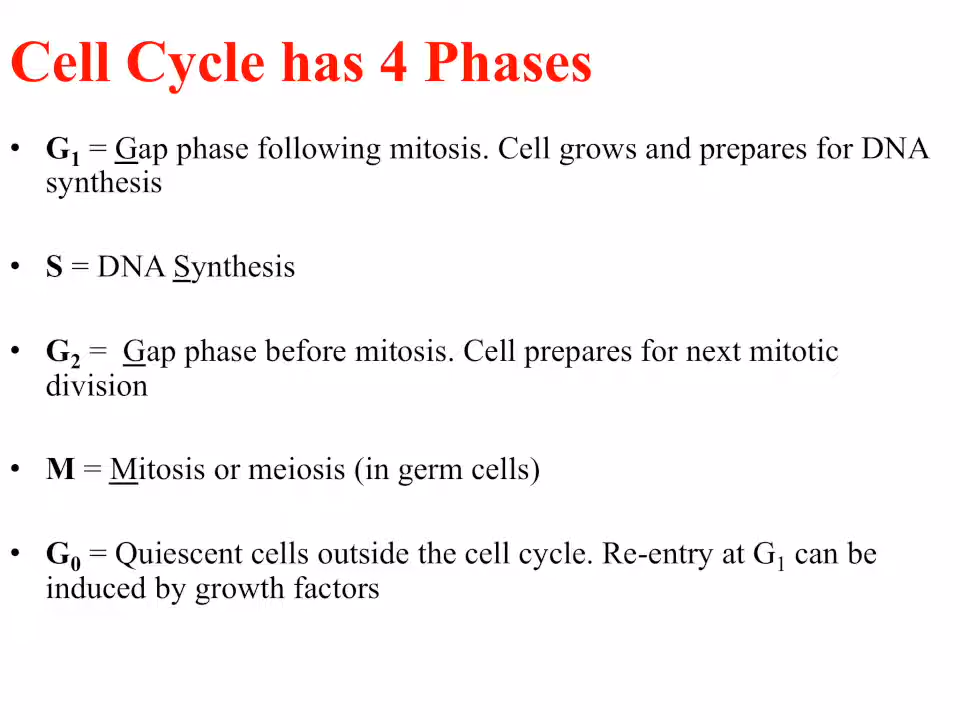 Cell Cycle has 4 Phases
• G₁ = Gap phase following mitosis. Cell grows and prepares for DNA
synthesis
• S = DNA Synthesis
• G₂ = Gap phase before mitosis. Cell prepares for next mitotic
division
• M = Mitosis or meiosis (in germ cells)
• G₀ = Quiescent cells outside the cell cycle. Re-entry at G₁ can be
induced by growth factors